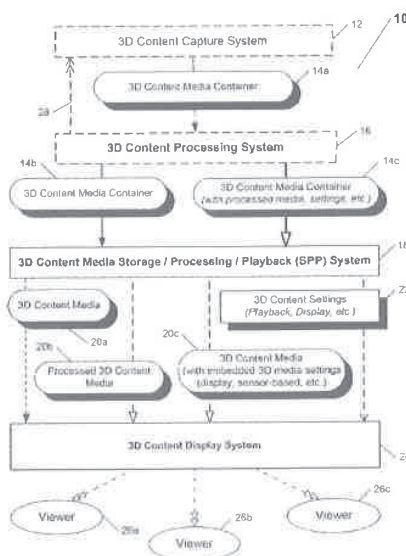 10
3D Content Capture System
12
3D Content Media Container
14a
28
3D Content Processing System
16
14b
14c
3D Content Media Container
3D Content Media Container
(with processed media, settings, etc.)
3D Content Media Storage / Processing / Playback (SPP) System
18
3D Content Media
20a
3D Content Settings
(Playback, Display, etc.)
20b
Processed 3D Content
Media
20c
3D Content Media
(with embedded 3D media settings
(display, sensor-based, etc.)
3D Content Display System
Viewer
26a
Viewer
26b
Viewer
26c